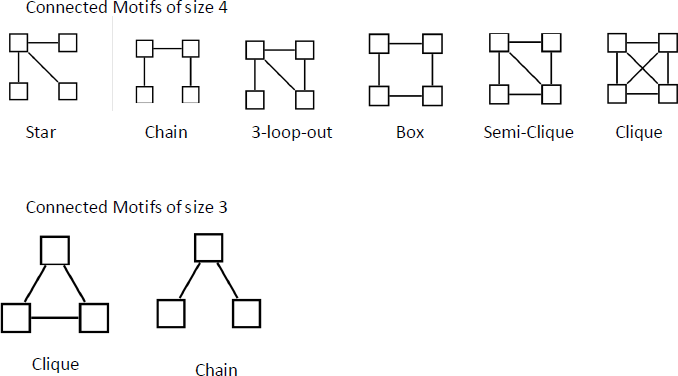 Connected Motifs of size 4
Star Chain 3-loop-out Box Semi-Clique Clique
Connected Motifs of size 3
Clique Chain